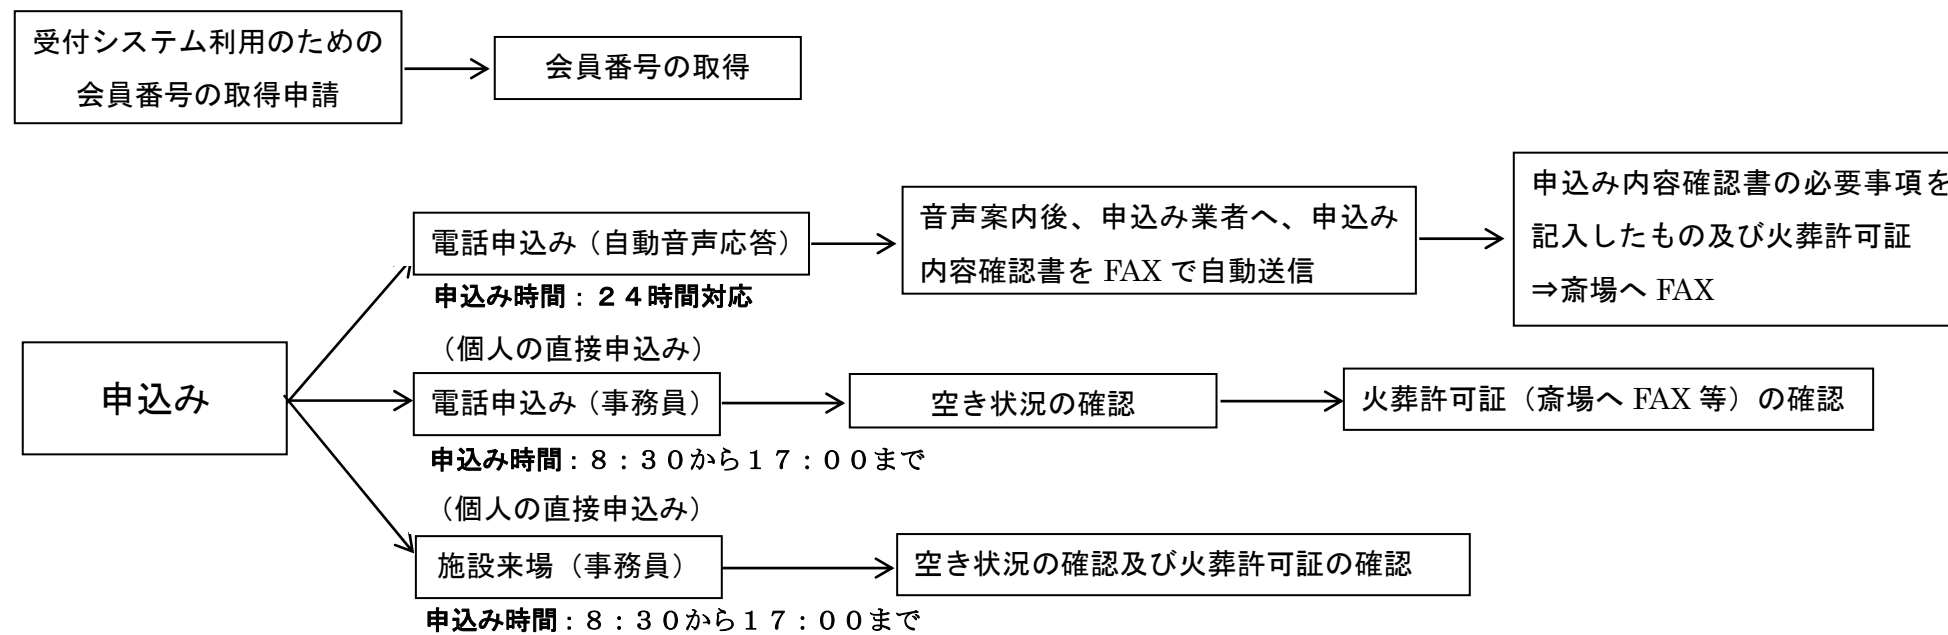 受付システム利用のための
会員番号の取得申請
会員番号の取得
電話申込み（自動音声応答）
申込み時間：２４時間対応
音声案内後、申込み業者へ、申込み
内容確認書を FAX で自動送信
申込み内容確認書の必要事項を
記入したもの及び火葬許可証
⇒斎場へ FAX
申込み
（個人の直接申込み）
電話申込み（事務員）
申込み時間：８：３０から１７：００まで
空き状況の確認
火葬許可証（斎場へ FAX 等）の確認
（個人の直接申込み）
施設来場（事務員）
申込み時間：８：３０から１７：００まで
空き状況の確認及び火葬許可証の確認